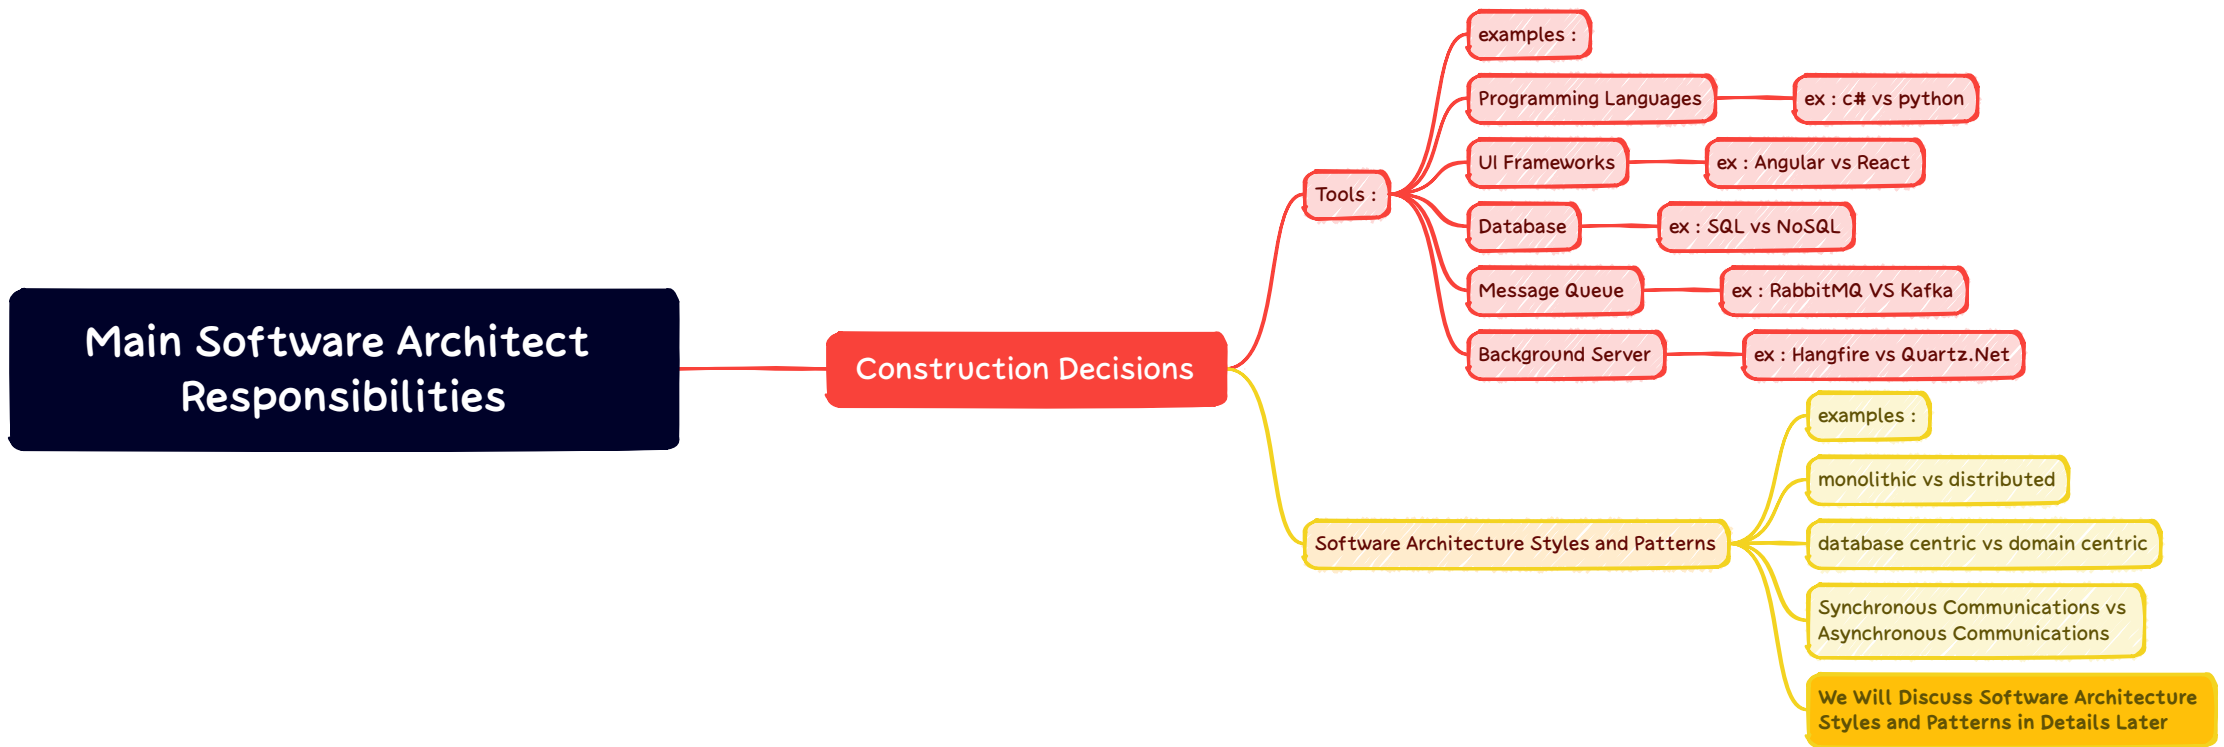 Main Software Architect
Responsibilities
Construction Decisions
Tools :
examples :
Programming Languages
ex : c# vs python
UI Frameworks
ex : Angular vs React
Database
ex : SQL vs NoSQL
Message Queue
ex : RabbitMQ VS Kafka
Background Server
ex : Hangfire vs Quartz.Net
Software Architecture Styles and Patterns
examples :
monolithic vs distributed
database centric vs domain centric
Synchronous Communications vs
Asynchronous Communications
We Will Discuss Software Architecture
Styles and Patterns in Details Later